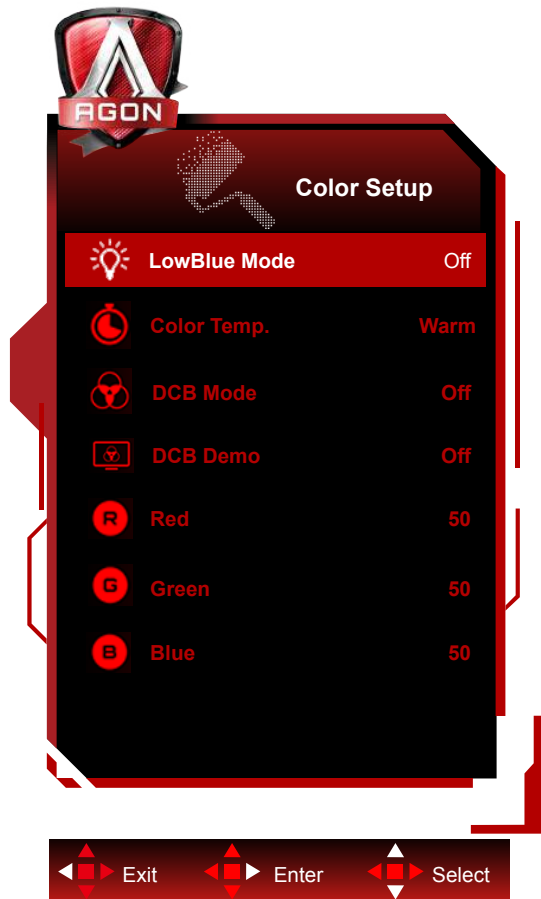 AGON
Color Setup
LowBlue Mode Off
Color Temp. Warm
DCB Mode Off
DCB Demo Off
R Red 50
G Green 50
B Blue 50
Exit Enter Select